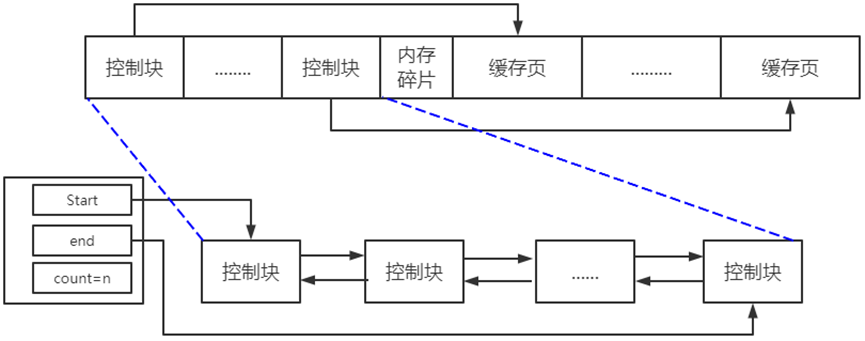 控制块
........
控制块
内存
碎片
缓存页
.........
缓存页
Start
end
count=n
控制块
控制块
......
控制块